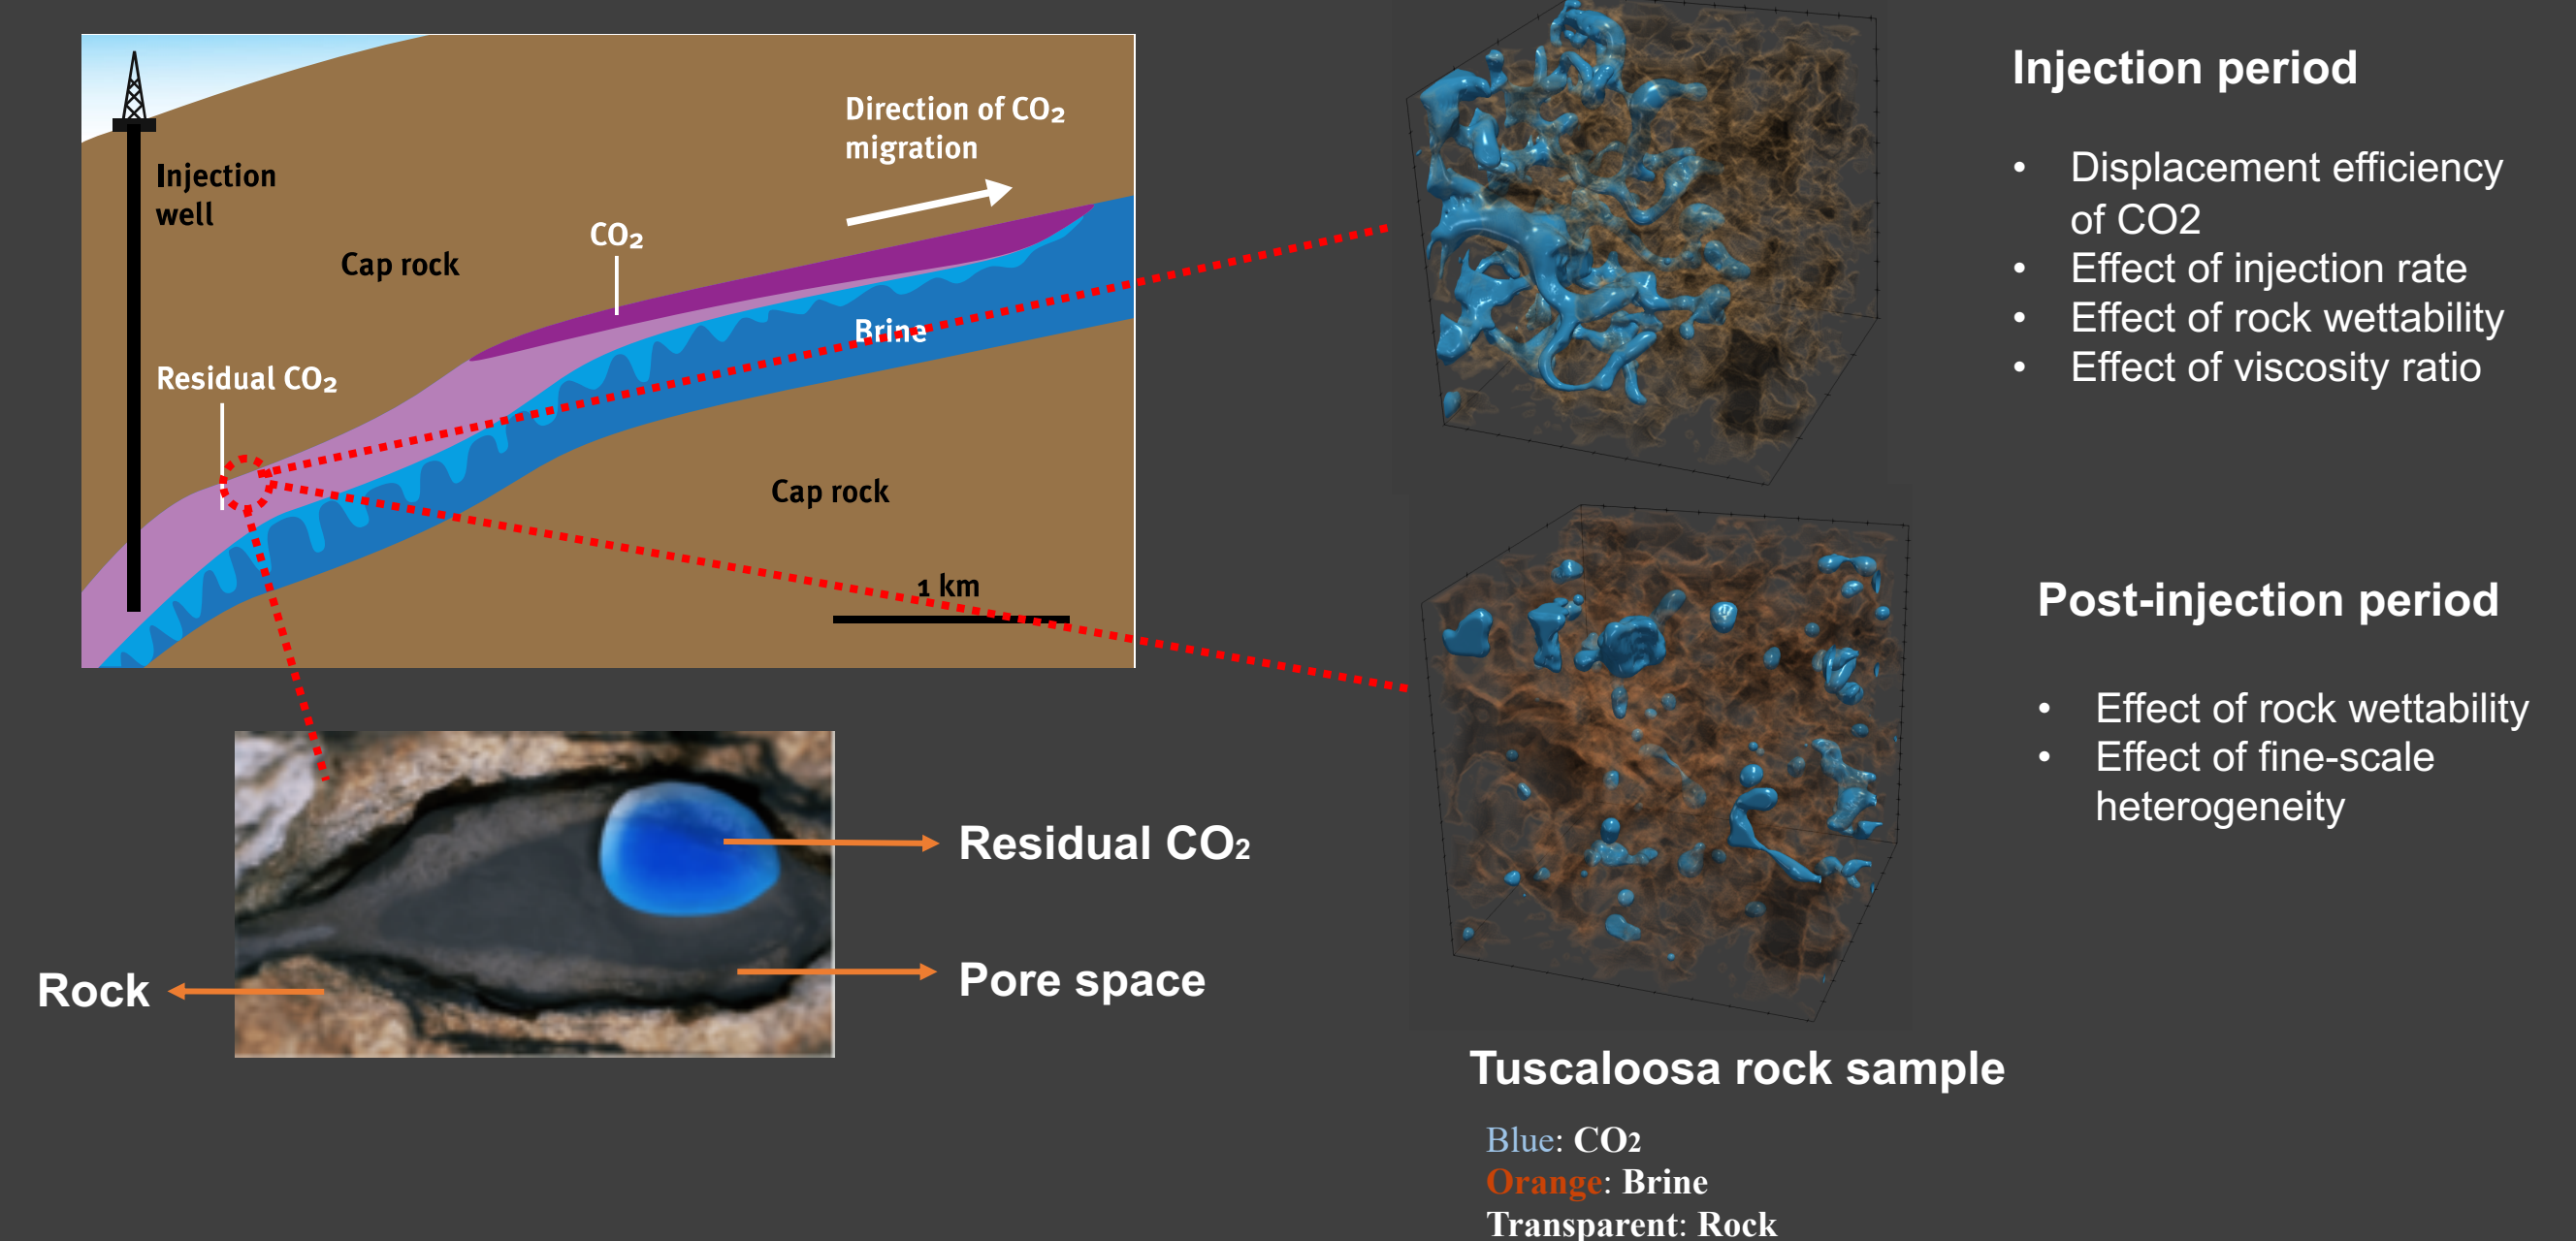 Direction of CO₂
migration
Injection
well
CO₂
Cap rock
Brine
Residual CO₂
Cap rock
1 km
Residual CO₂
Pore space
Rock
Injection period
• Displacement efficiency
of CO2
• Effect of injection rate
• Effect of rock wettability
• Effect of viscosity ratio
Post-injection period
• Effect of rock wettability
• Effect of fine-scale
heterogeneity
Tuscaloosa rock sample
Blue: CO₂
Orange: Brine
Transparent: Rock